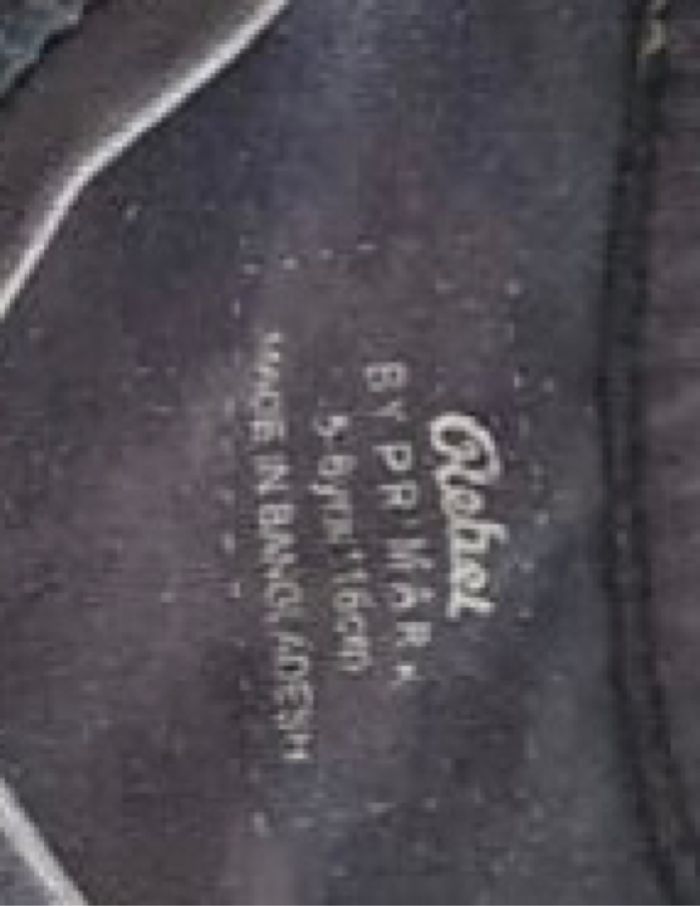 Rebel
BY PRIMARK
5-6yrs 116cm
MADE IN BANGLADESH